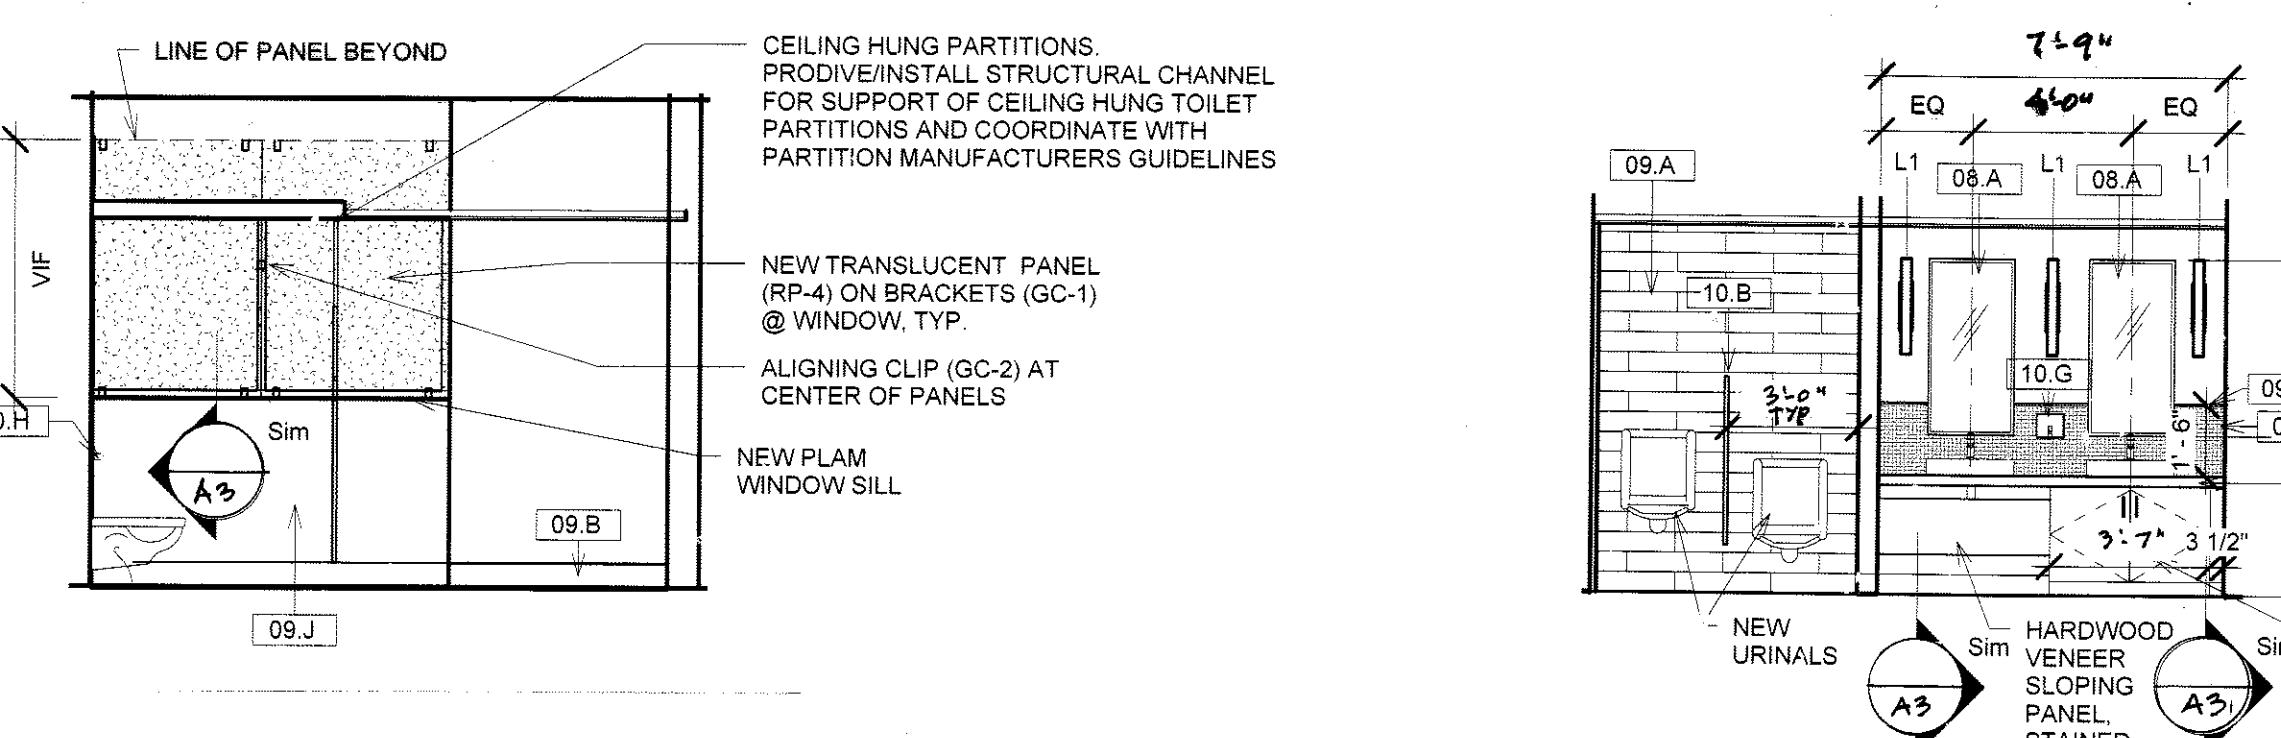 LINE OF PANEL BEYOND
CEILING HUNG PARTITIONS.
PRODIVE/INSTALL STRUCTURAL CHANNEL
FOR SUPPORT OF CEILING HUNG TOILET
PARTITIONS AND COORDINATE WITH
PARTITION MANUFACTURERS GUIDELINES
VIF
NEW TRANSLUCENT PANEL
(RP-4) ON BRACKETS (GC-1)
@ WINDOW, TYP.
ALIGNING CLIP (GC-2) AT
CENTER OF PANELS
.H
Sim
A3
NEW PLAM
WINDOW SILL
09.B
09.J
7'-9"
EQ
EQ
09.A
L1
08.A
L1
08.A
L1
10.B
10.G
09
3'-0"
TYP
1' - 6"
3'-7"
3 1/2"
NEW
URINALS
Sim
A3
HARDWOOD
VENEER
SLOPING
PANEL,
STAINED
Sim
A3